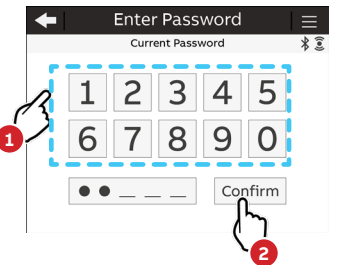 Enter Password
Current Password
1 2 3 4 5
6 7 8 9 0
Confirm
1
2